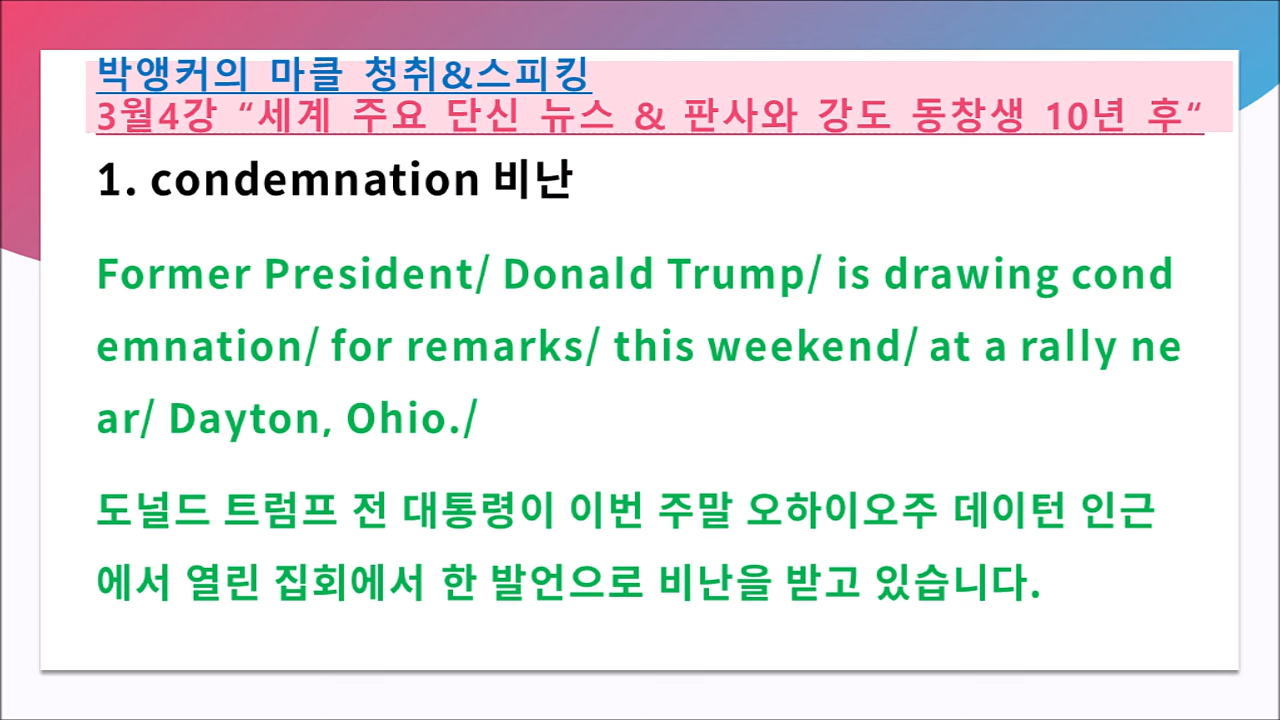 박앵커의 마클 청취&스피킹
3월4강 “세계 주요 단신 뉴스 & 판사와 강도 동창생 10년 후“
1. condemnation 비난
Former President/ Donald Trump/ is drawing cond
emnation/ for remarks/ this weekend/ at a rally ne
ar/ Dayton, Ohio./
도널드 트럼프 전 대통령이 이번 주말 오하이오주 데이턴 인근
에서 열린 집회에서 한 발언으로 비난을 받고 있습니다.